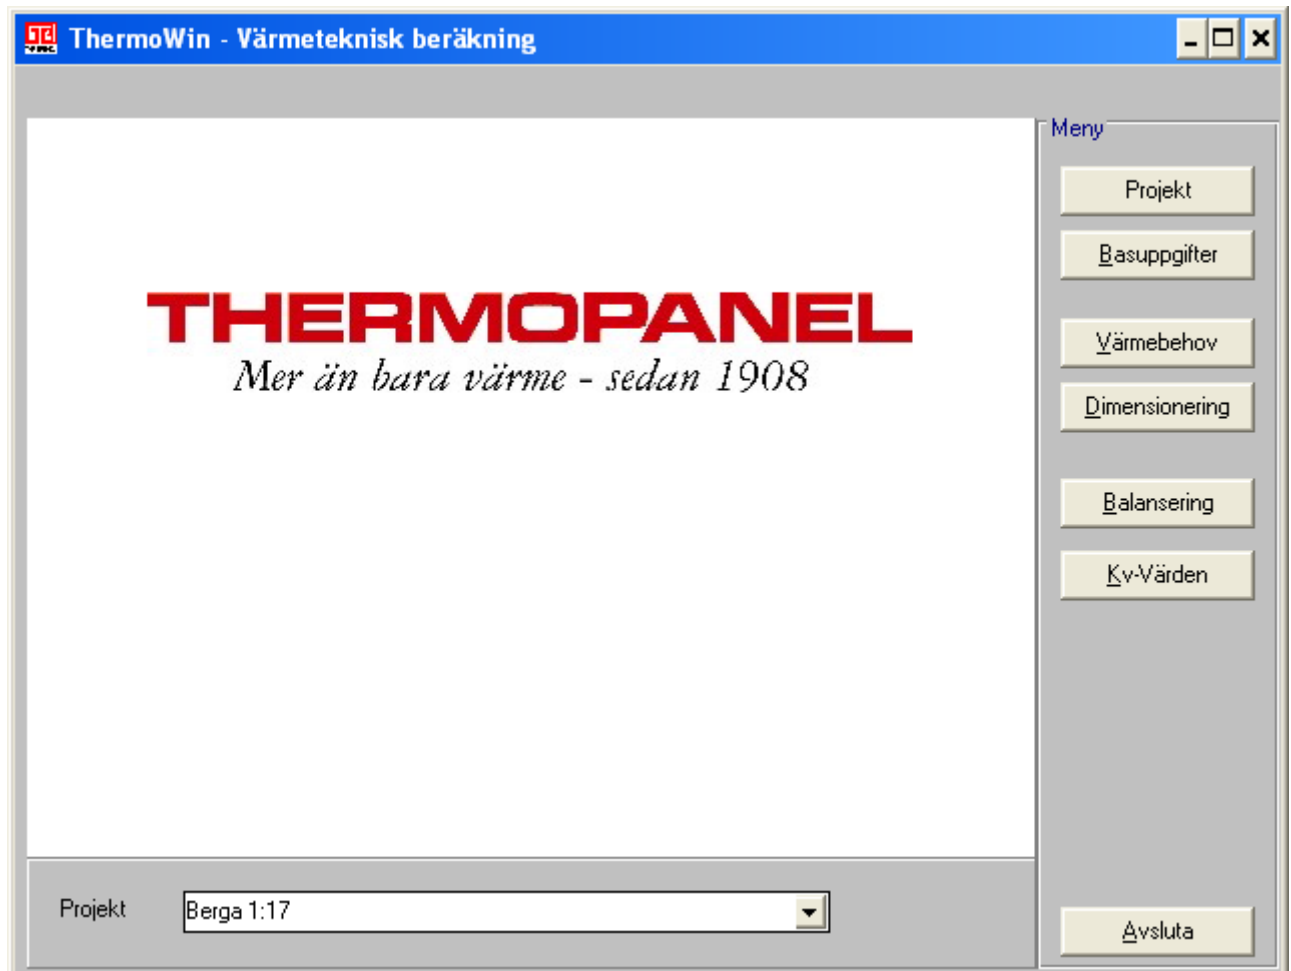 ThermoWin - Värmeteknisk beräkning
Meny
Projekt
Basuppgifter
Värmebehov
Dimensionering
Balansering
Kv-Värden
Avsluta
THERMOPANEL
Mer än bara värme - sedan 1908
Projekt
Berga 1:17